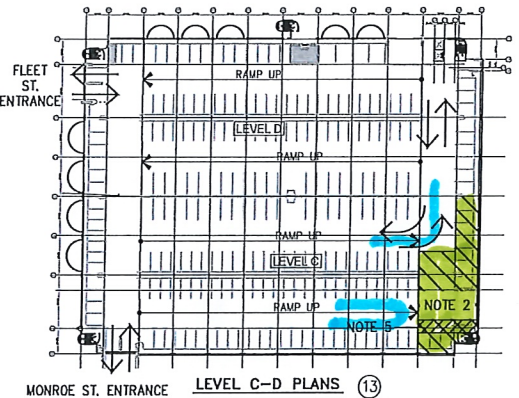 FLEET
ST.
ENTRANCE
RAMP UP
LEVEL D
RAMP UP
RAMP UP
LEVEL C
RAMP UP
NOTE 2
NOTE 5
MONROE ST. ENTRANCE
LEVEL C-D PLANS
13